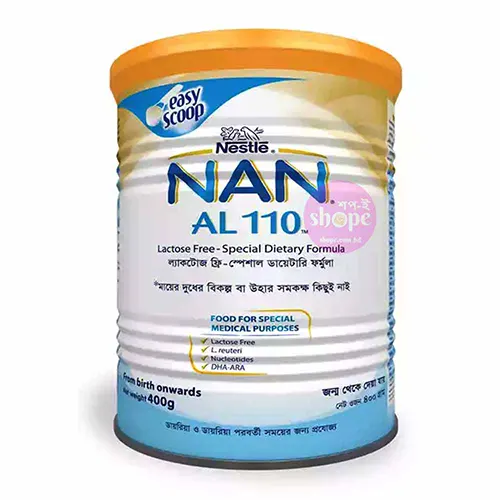 easy
scoop
Nestlé®
NAN®
AL 110™
শপ-ই
shope
Lactose Free - Special Dietary Formula
ল্যাকটোজ ফ্রি - স্পেশাল ডায়েটারি ফর্মুলা
*মায়ের দুধের বিকল্প বা উহার সমকক্ষ কিছুই নাই
FOOD FOR SPECIAL
MEDICAL PURPOSES
✓ Lactose Free
✓ L. reuteri
✓ Nucleotides
✓ DHA-ARA
From birth onwards
Net weight 400g
জন্ম থেকে দেয়া যায়
নেট ওজন ৪০০ গ্রাম
ডায়রিয়া ও ডায়রিয়া পরবর্তী সময়ের জন্য প্রযোজ্য